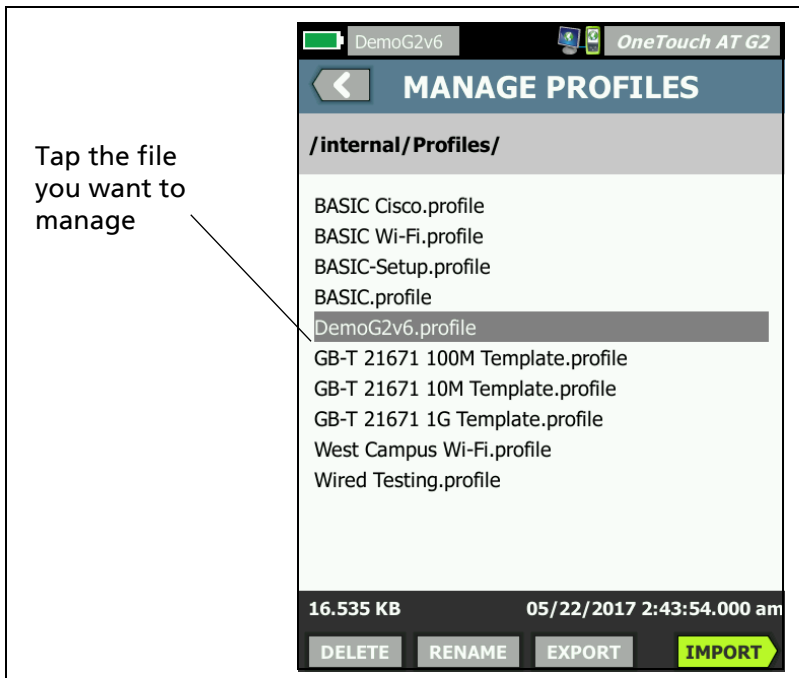 Tap the file
you want to
manage
DemoG2v6
OneTouch AT G2
MANAGE PROFILES
/internal/Profiles/
BASIC Cisco.profile
BASIC Wi-Fi.profile
BASIC-Setup.profile
BASIC.profile
DemoG2v6.profile
GB-T 21671 100M Template.profile
GB-T 21671 10M Template.profile
GB-T 21671 1G Template.profile
West Campus Wi-Fi.profile
Wired Testing.profile
16.535 KB 05/22/2017 2:43:54.000 am
DELETE RENAME EXPORT IMPORT